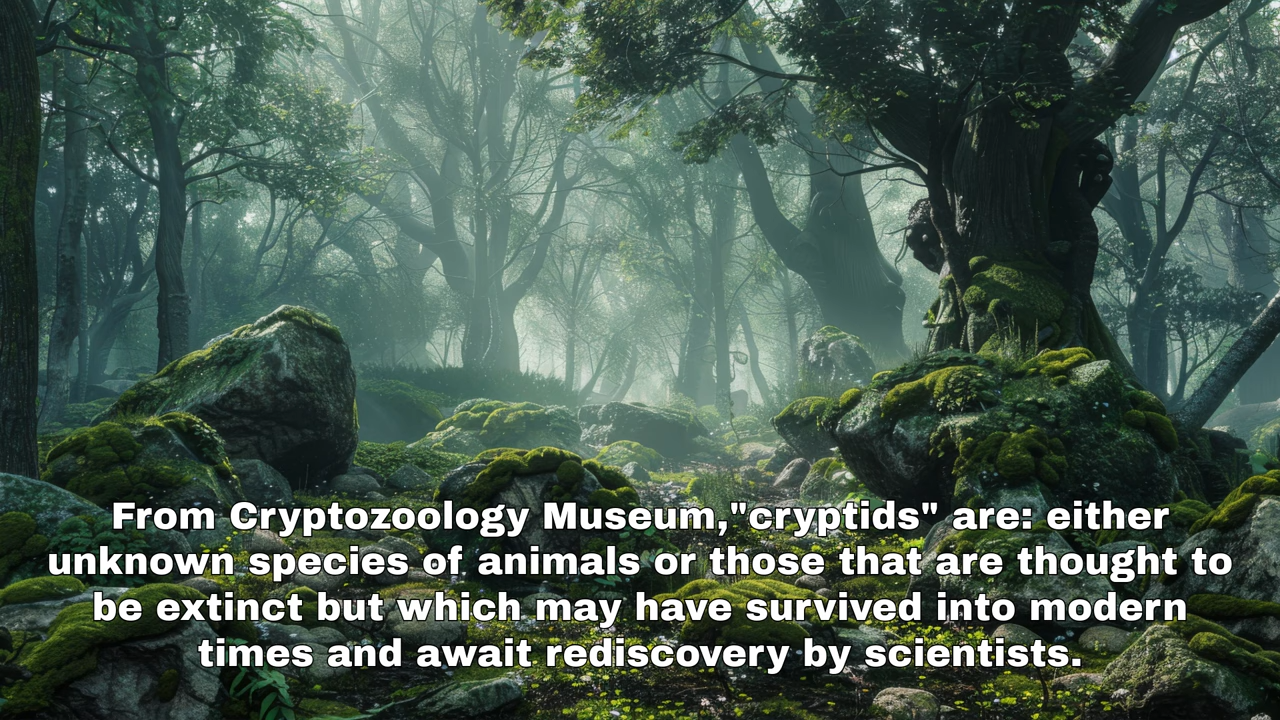 From Cryptozoology Museum,"cryptids" are: either
unknown species of animals or those that are thought to
be extinct but which may have survived into modern
times and await rediscovery by scientists.